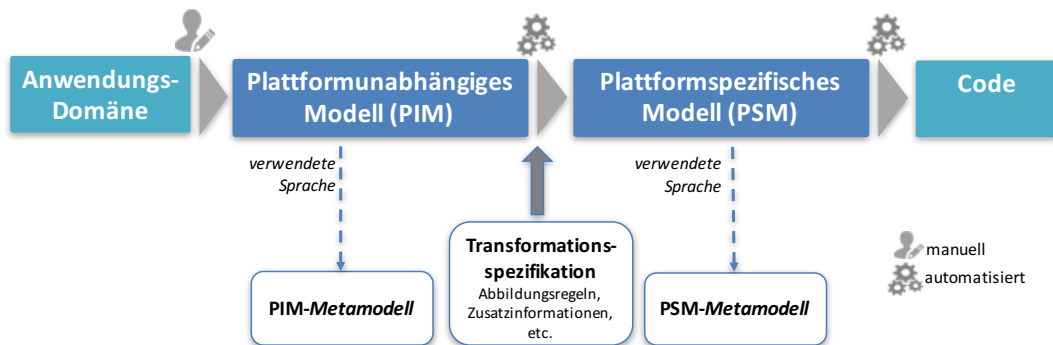 Anwendungs-
Domäne
Plattformunabhängiges
Modell (PIM)
Plattformspezifisches
Modell (PSM)
Code
verwendete
Sprache
verwendete
Sprache
Transformations-
spezifikation
Abbildungsregeln,
Zusatzinformationen,
etc.
PIM-Metamodell
PSM-Metamodell
manuell
automatisiert